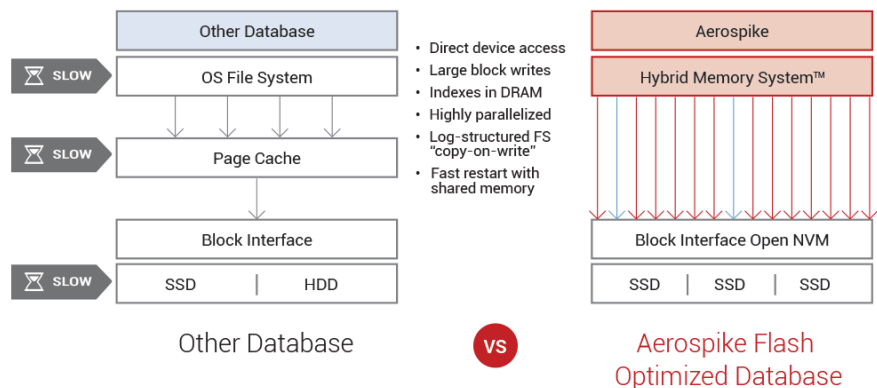 Other Database
SLOW
OS File System
SLOW
Page Cache
Block Interface
SLOW
SSD | HDD
Other Database
• Direct device access
• Large block writes
• Indexes in DRAM
• Highly parallelized
• Log-structured FS
"copy-on-write"
• Fast restart with
shared memory
VS
Aerospike
Hybrid Memory System™
Block Interface Open NVM
SSD | SSD | SSD
Aerospike Flash
Optimized Database